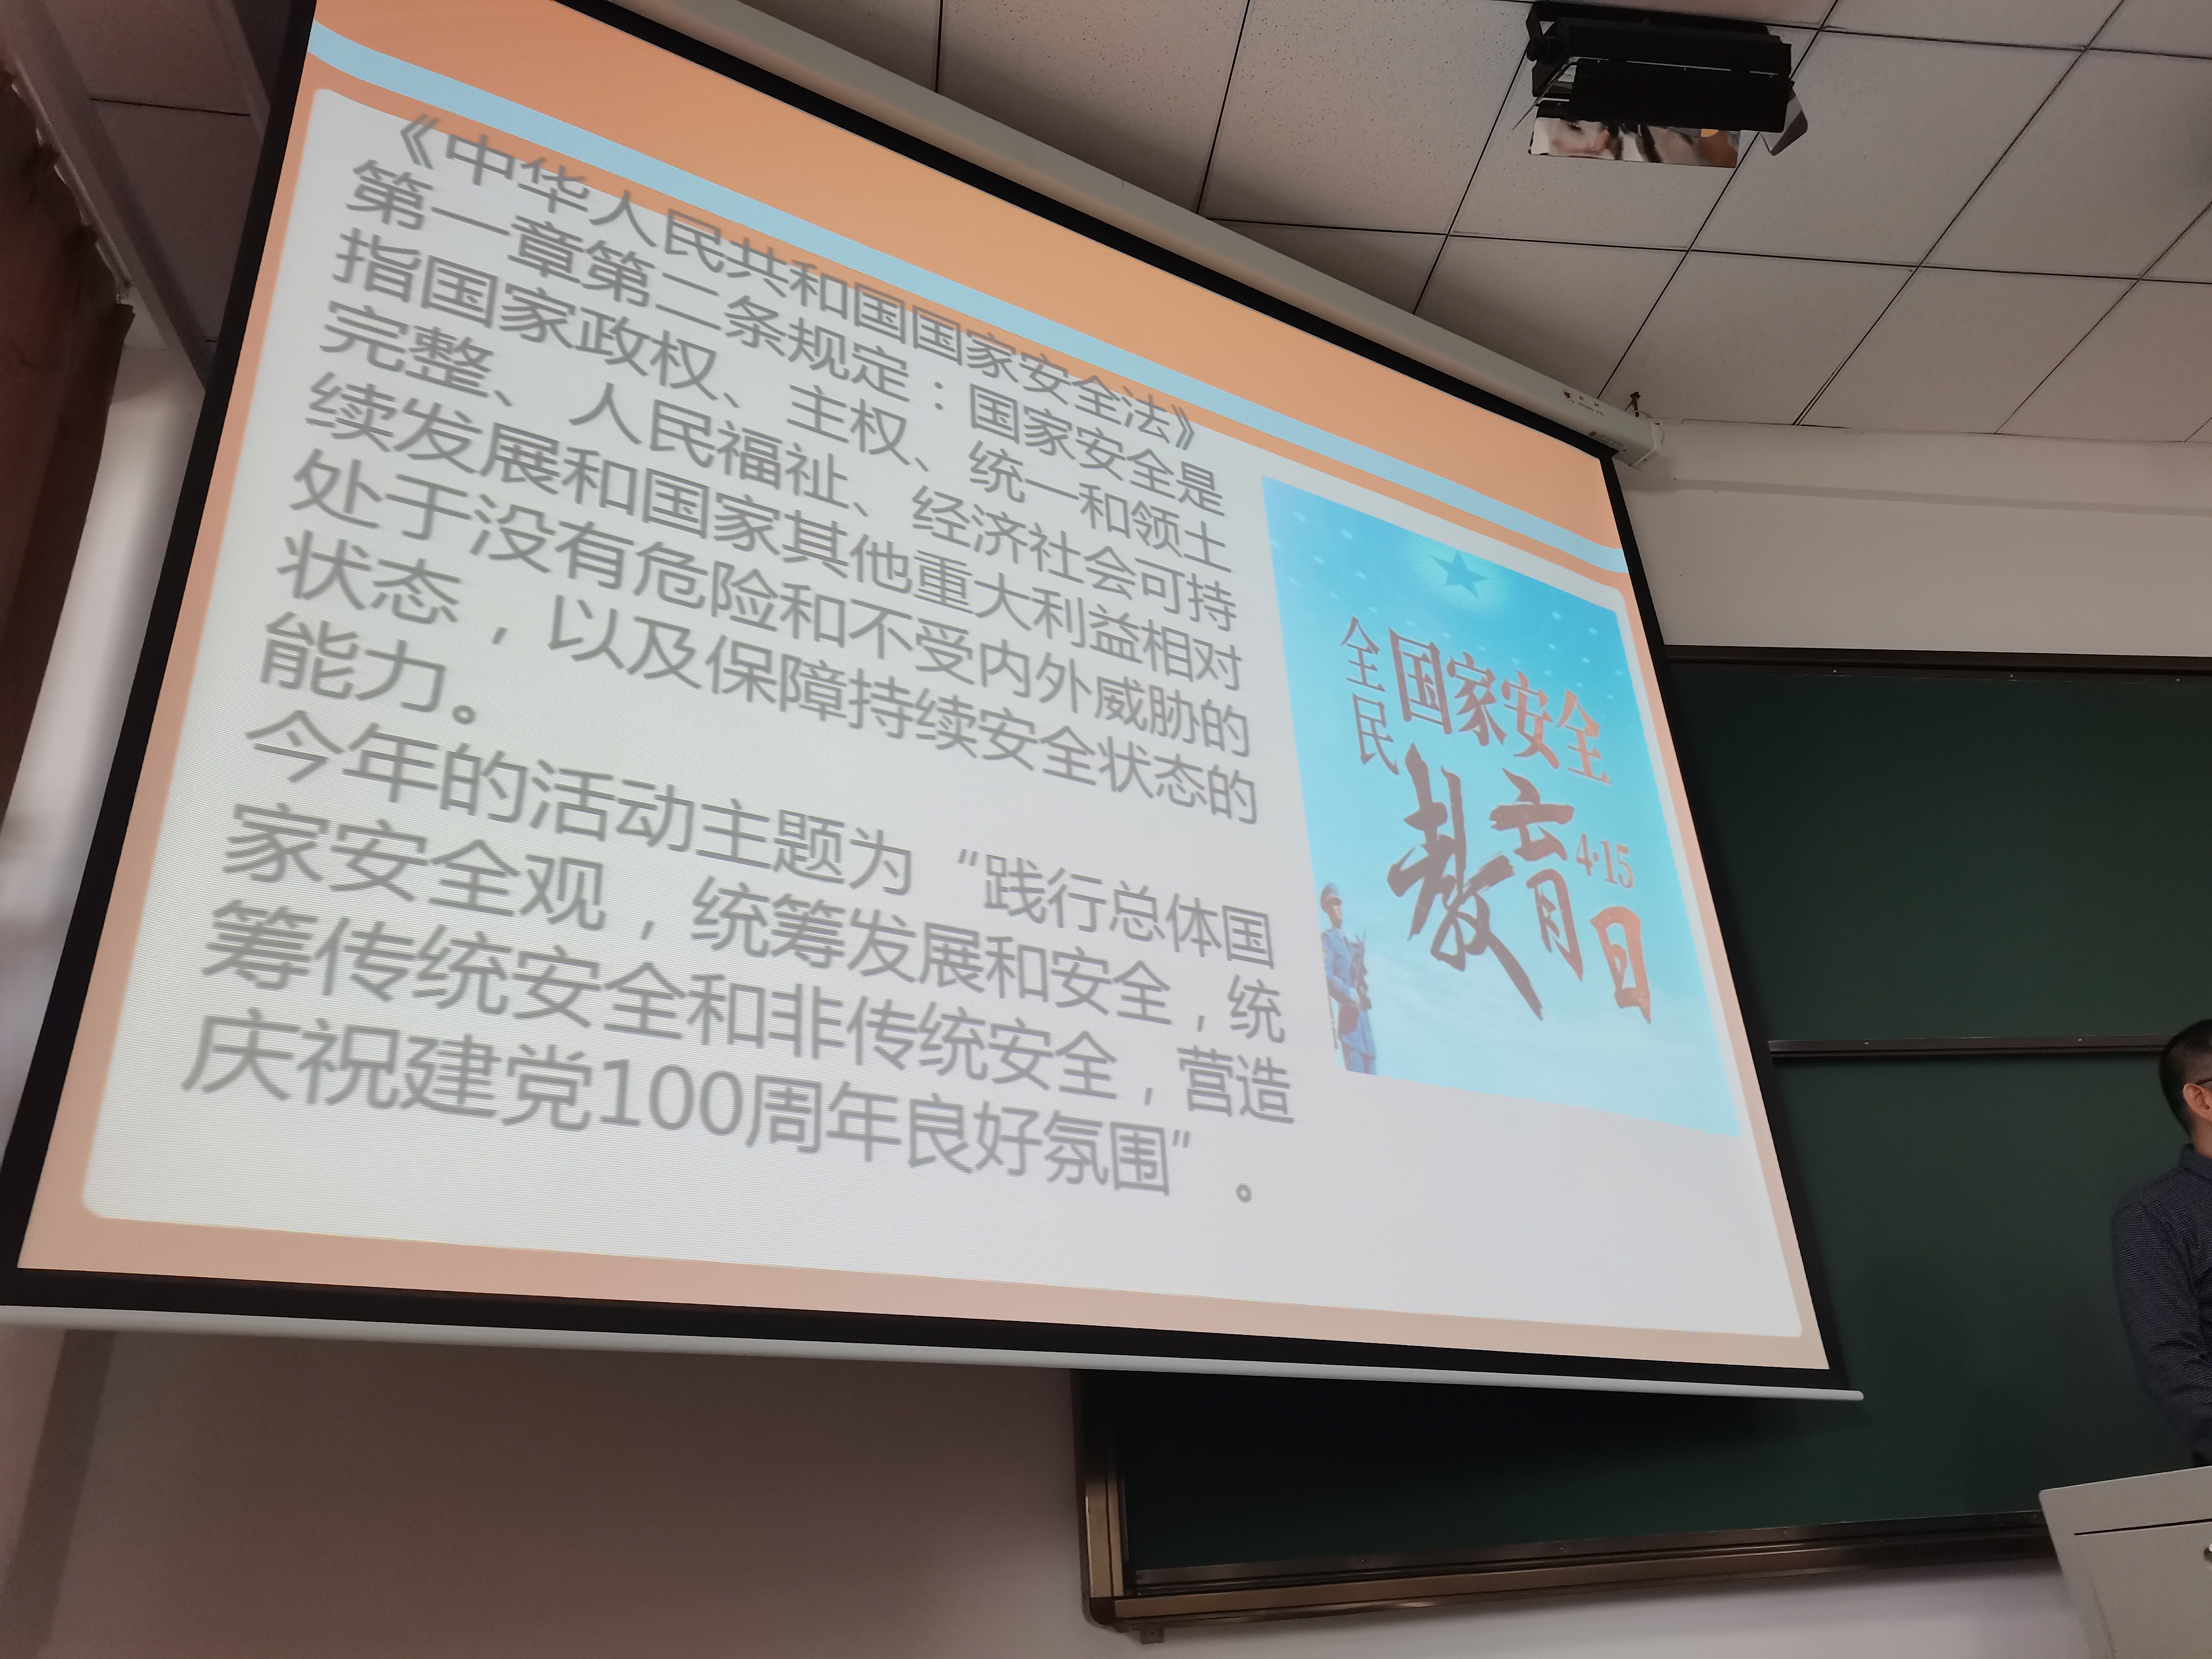 《中华人民共和国国家安全法》
第一章第二条规定：国家安全是
指国家政权、主权、统一和领土
完整、人民福祉、经济社会可持
续发展和国家其他重大利益相对
处于没有危险和不受内外威胁的
状态，以及保障持续安全状态的
能力。
今年的活动主题为“践行总体国
家安全观，统筹发展和安全，统
筹传统安全和非传统安全，营造
庆祝建党100周年良好氛围”。
全民
国家安全
教育日
4·15